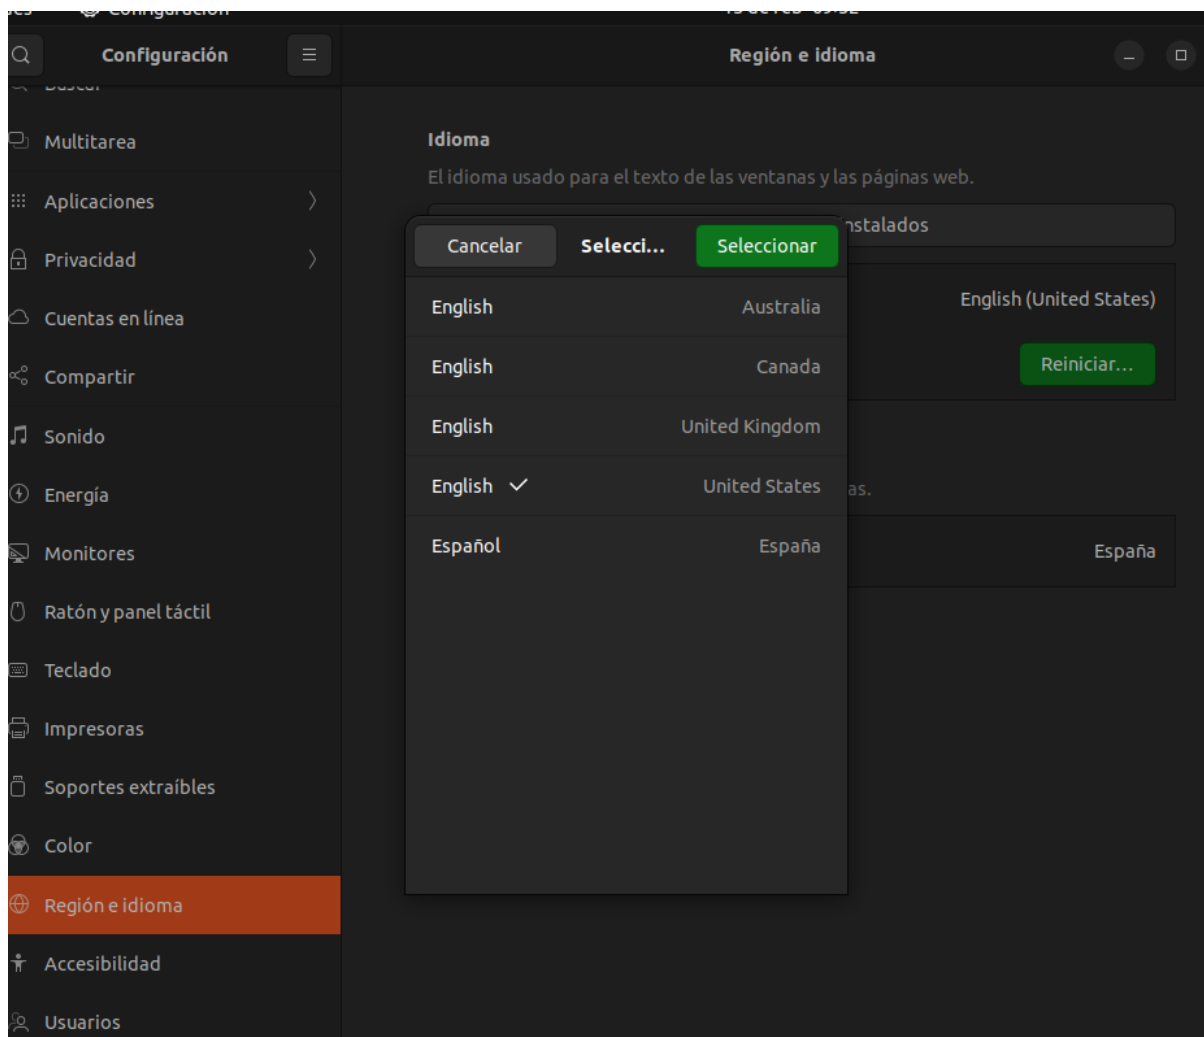 Configuración
Configuración
Región e idioma
Buscar
Multitarea
Aplicaciones
Privacidad
Cuentas en línea
Compartir
Sonido
Energía
Monitores
Ratón y panel táctil
Teclado
Impresoras
Soportes extraíbles
Color
Región e idioma
Accesibilidad
Usuarios
Idioma
El idioma usado para el texto de las ventanas y las páginas web.
nstalados
English (United States)
Reiniciar...
as.
España
Cancelar Selecci... Seleccionar
English Australia
English Canada
English United Kingdom
English United States
Español España